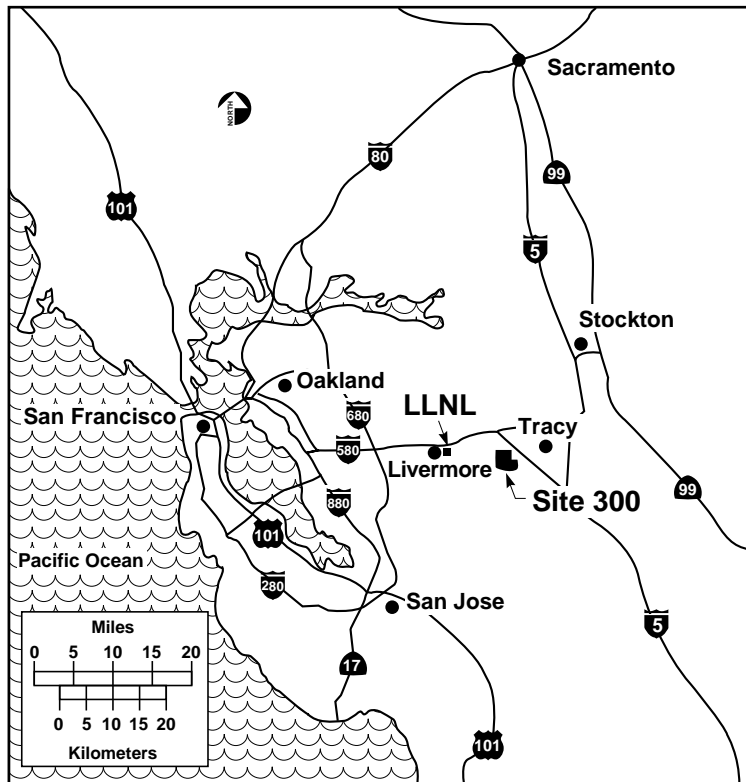 Sacramento
NORTH
80
99
101
5
Stockton
Oakland
San Francisco
680
LLNL
Tracy
580
Livermore
Site 300
99
880
101
Pacific Ocean
280
San Jose
Miles
0 5 10 15 20
0 5 10 14 20
Kilometers
17
5
101